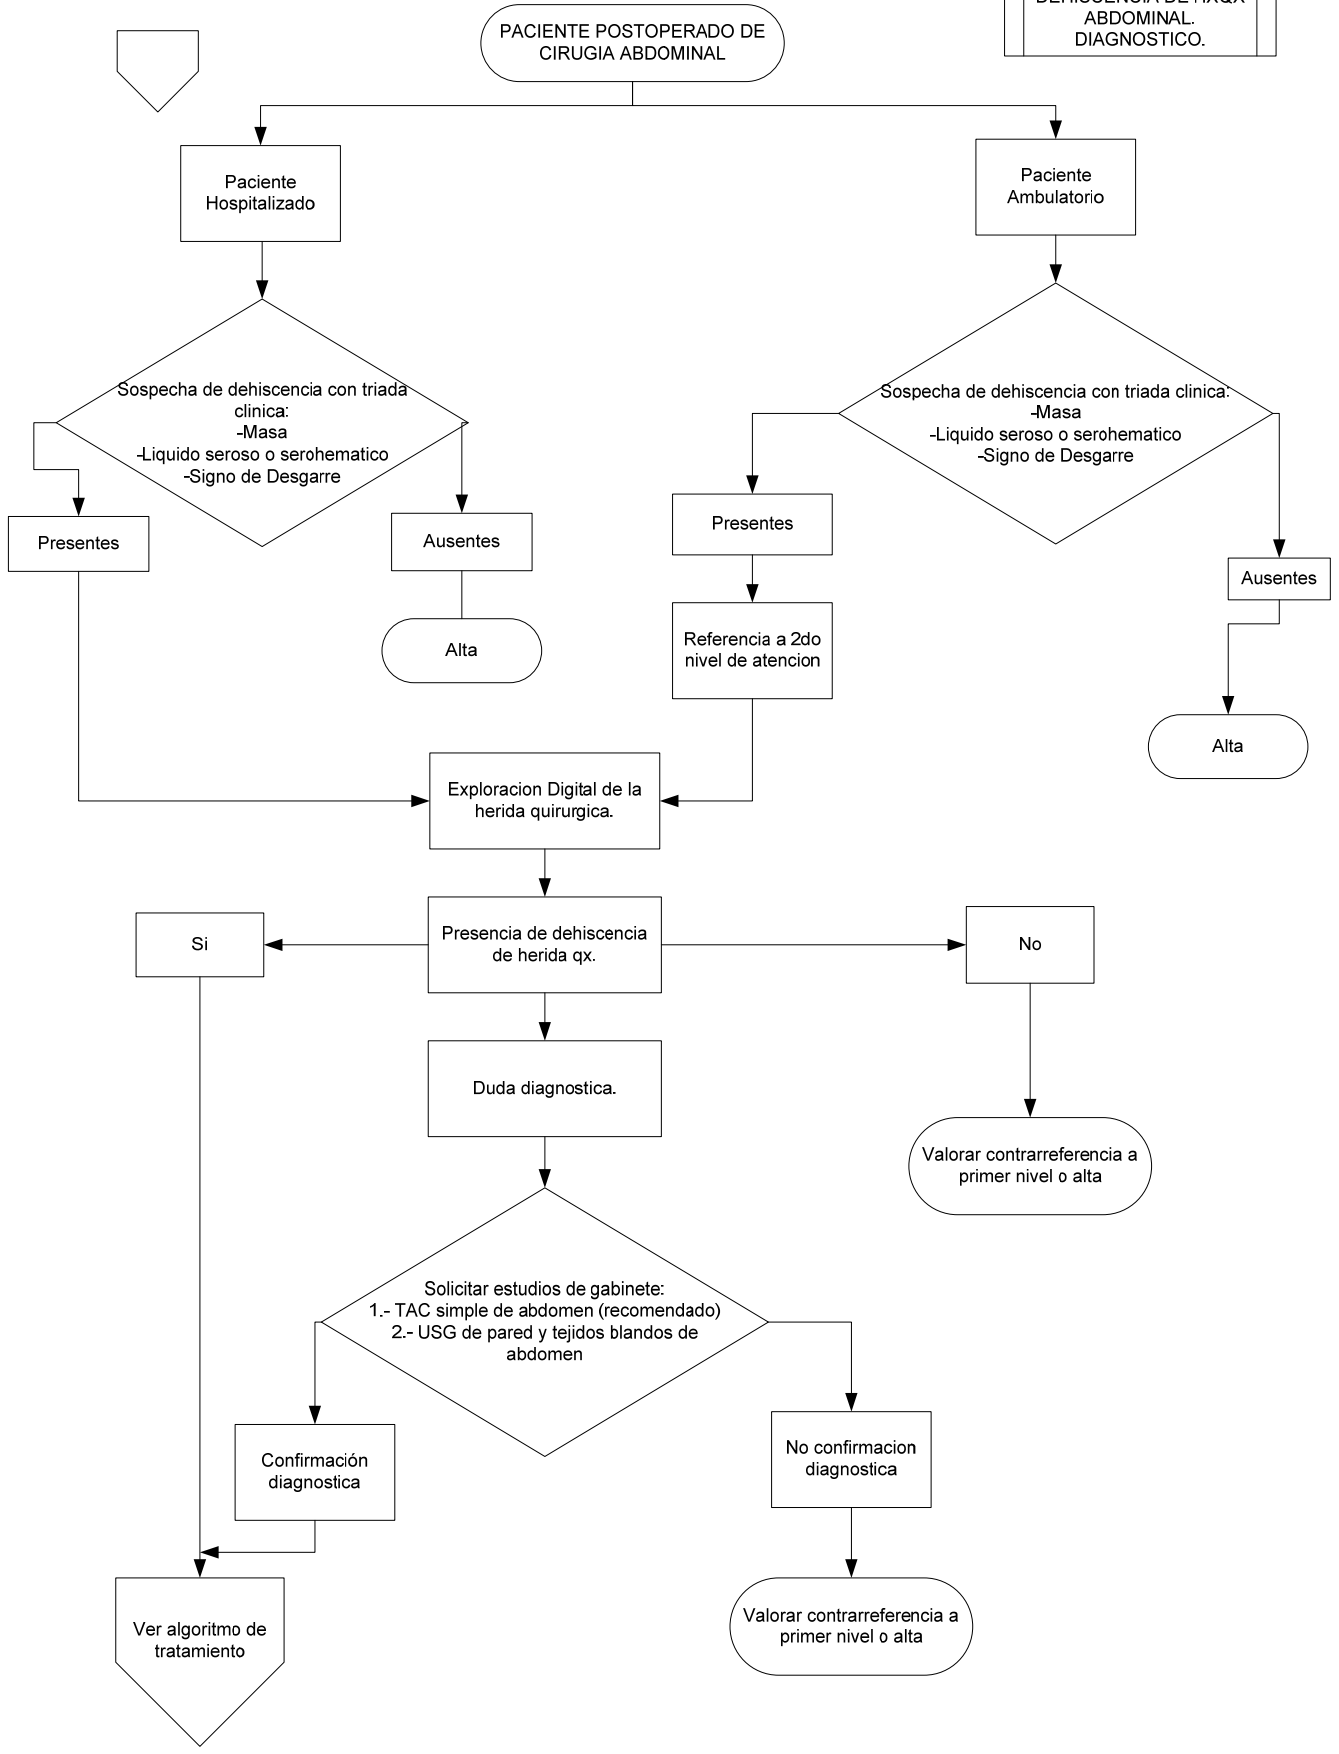 DEHISCENCIA DE HXQX
ABDOMINAL.
DIAGNOSTICO.
PACIENTE POSTOPERADO DE
CIRUGIA ABDOMINAL
Paciente
Hospitalizado
Paciente
Ambulatorio
Sospecha de dehiscencia con triada
clinica:
-Masa
-Liquido seroso o serohematico
-Signo de Desgarre
Sospecha de dehiscencia con triada clinica:
-Masa
-Liquido seroso o serohematico
-Signo de Desgarre
Presentes
Ausentes
Alta
Presentes
Referencia a 2do
nivel de atencion
Ausentes
Alta
Exploracion Digital de la
herida quirurgica.
Si
Presencia de dehiscencia
de herida qx.
No
Duda diagnostica.
Valorar contrarreferencia a
primer nivel o alta
Solicitar estudios de gabinete:
1.- TAC simple de abdomen (recomendado)
2.- USG de pared y tejidos blandos de
abdomen
Confirmación
diagnostica
No confirmacion
diagnostica
Ver algoritmo de
tratamiento
Valorar contrarreferencia a
primer nivel o alta